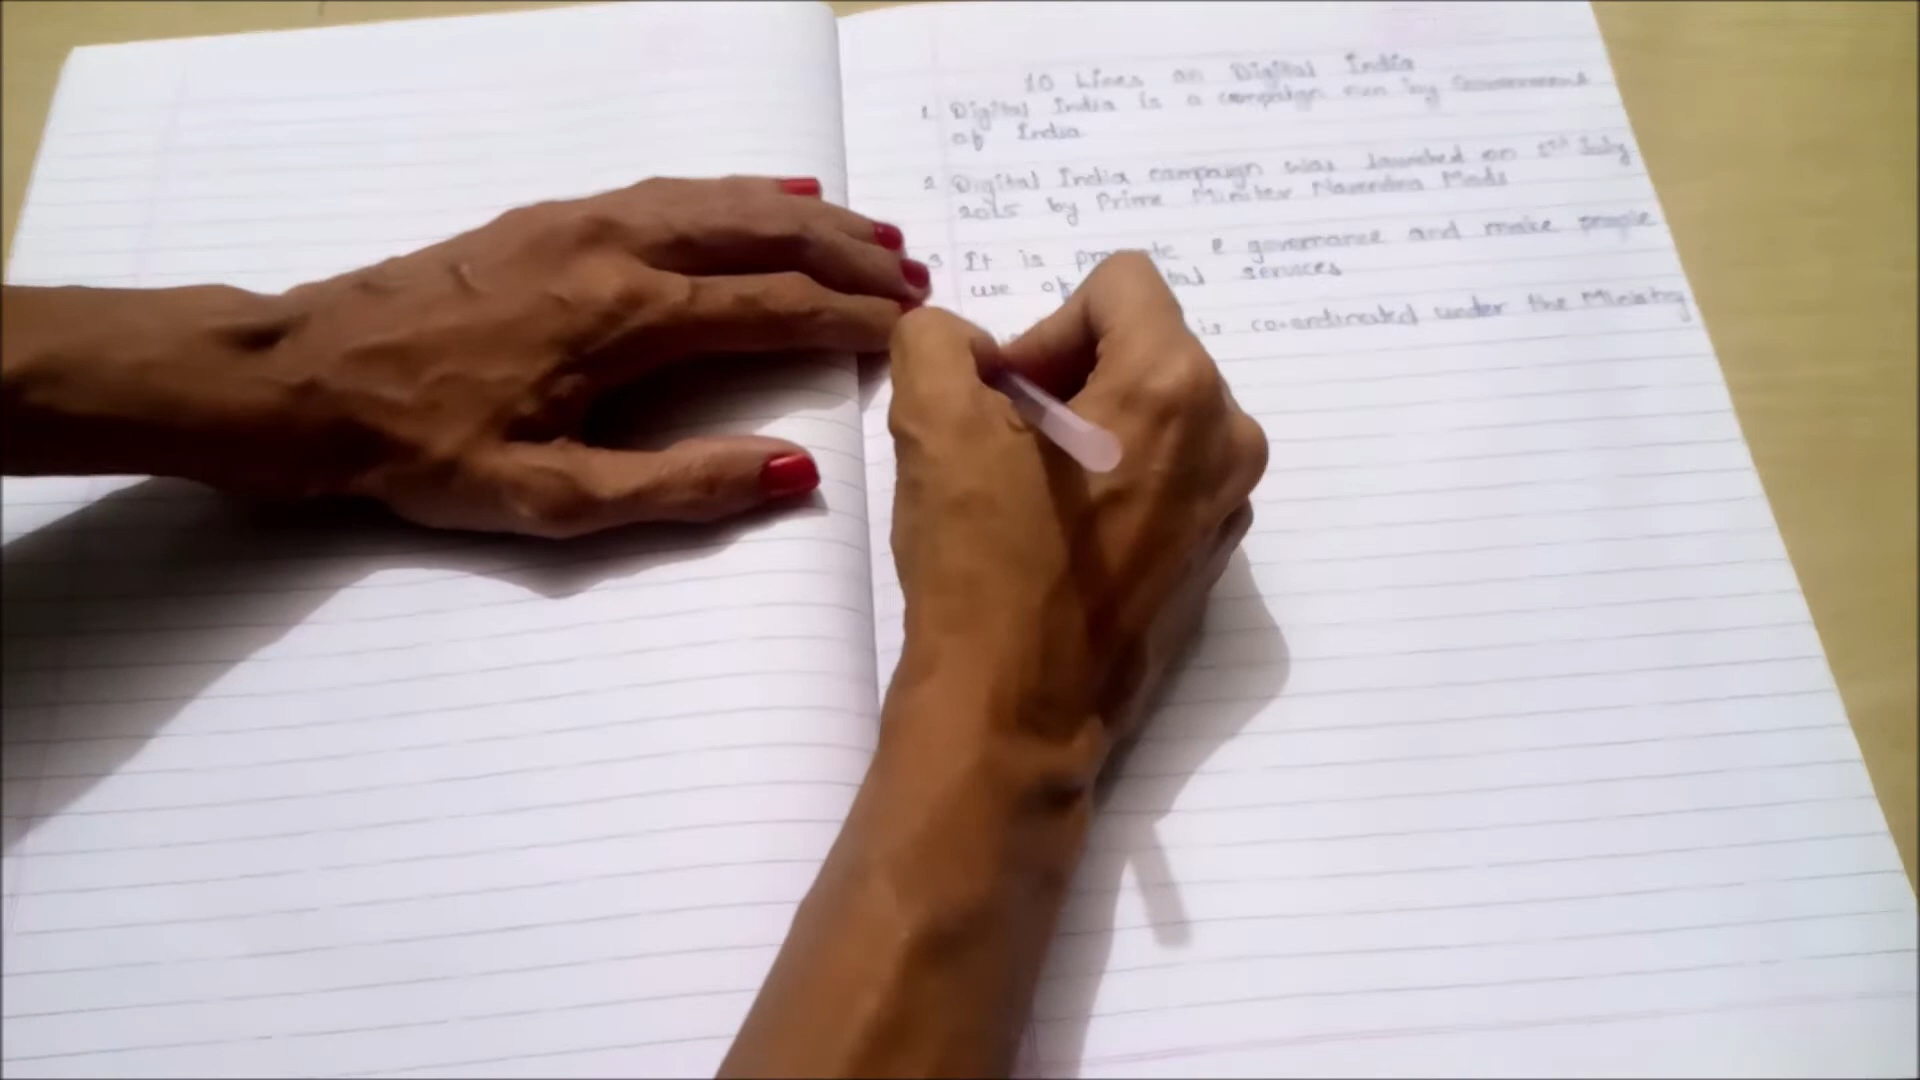 10 Lines on Digital India
1. Digital India is a campaign run by Government
of India
2. Digital India campaign was launched on 1st July
2015 by Prime Minister Narendra Modi
3 It is promote e governance and make people
use of services
is co-ordinated under the Ministry